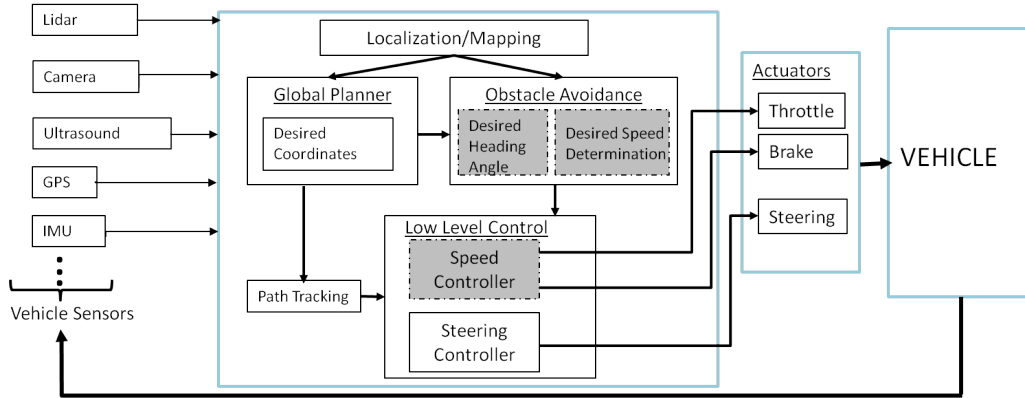 Lidar
Camera
Ultrasound
GPS
IMU
Vehicle Sensors
Localization/Mapping
Global Planner
Desired
Coordinates
Obstacle Avoidance
Desired
Heading
Angle
Desired Speed
Determination
Path Tracking
Low Level Control
Speed
Controller
Steering
Controller
Actuators
Throttle
Brake
Steering
VEHICLE